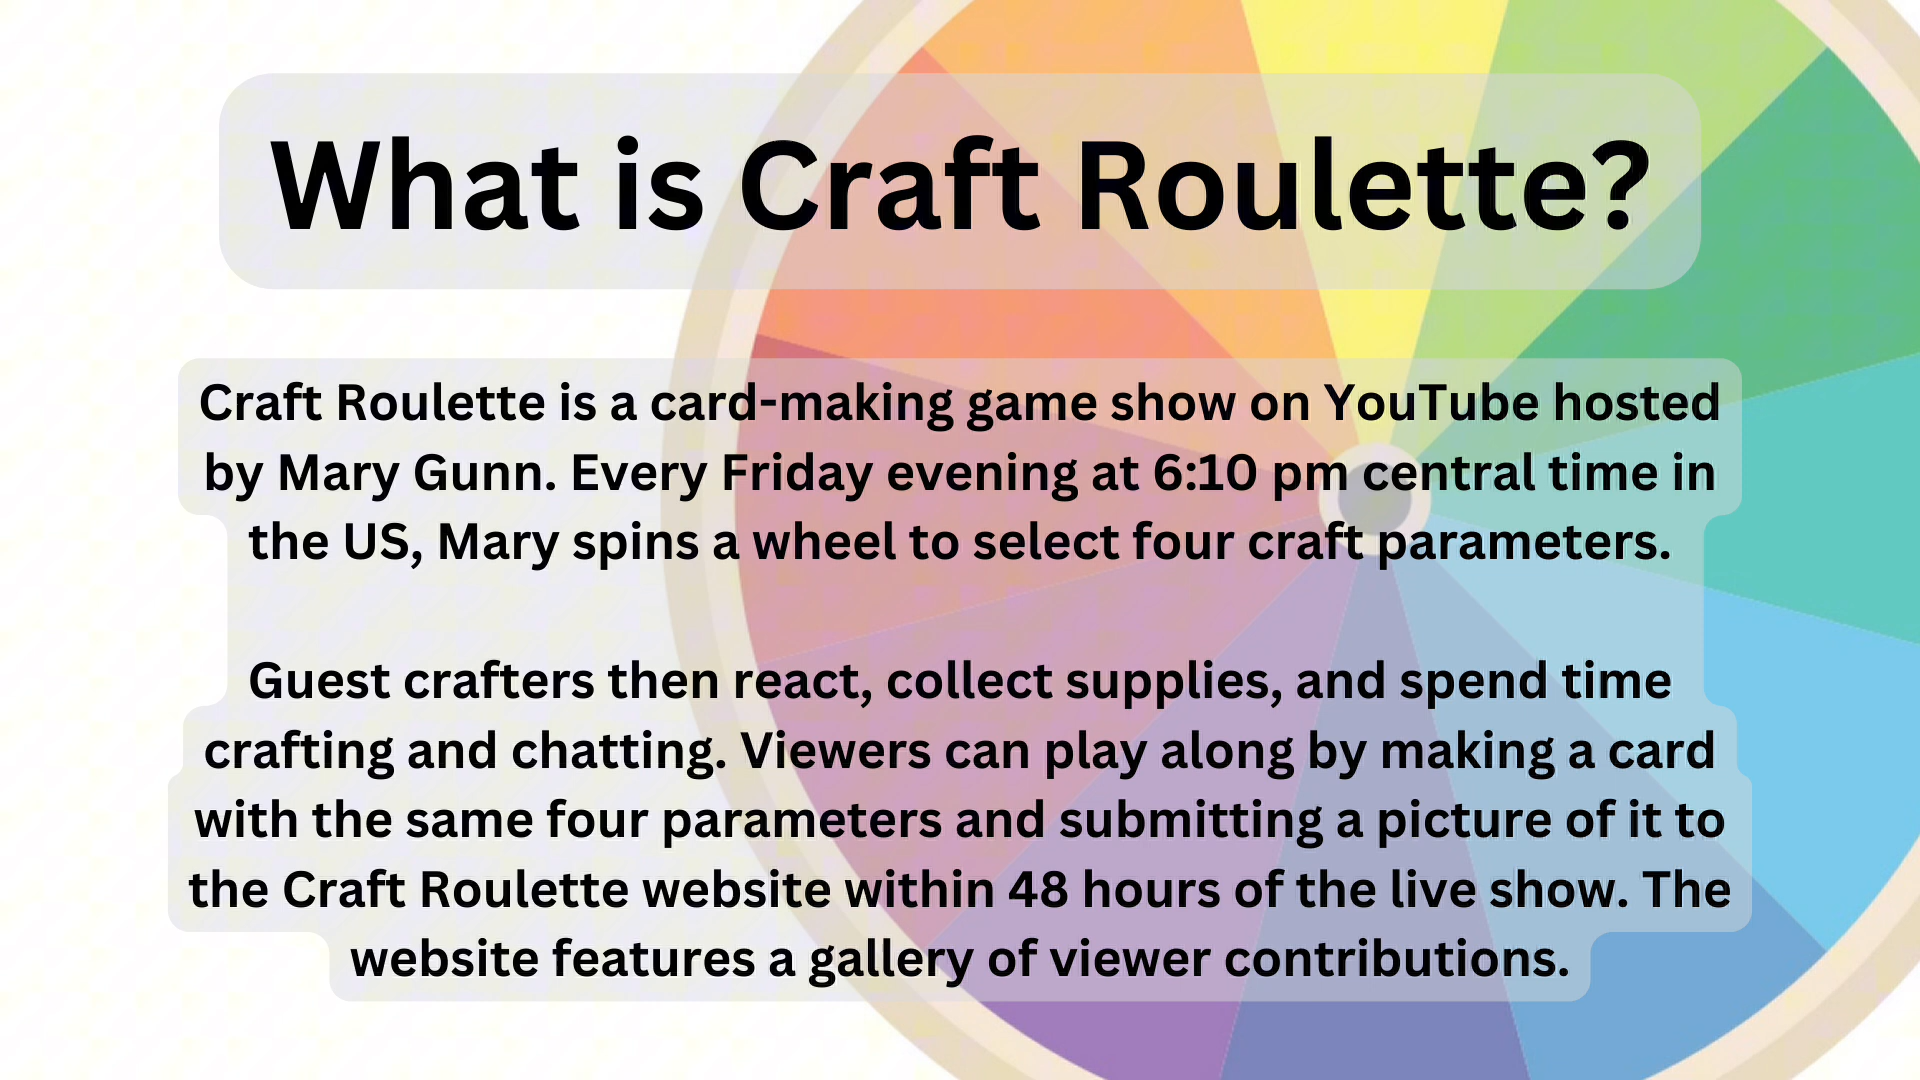 What is Craft Roulette?
Craft Roulette is a card-making game show on YouTube hosted
by Mary Gunn. Every Friday evening at 6:10 pm central time in
the US, Mary spins a wheel to select four craft parameters.
Guest crafters then react, collect supplies, and spend time
crafting and chatting. Viewers can play along by making a card
with the same four parameters and submitting a picture of it to
the Craft Roulette website within 48 hours of the live show. The
website features a gallery of viewer contributions.